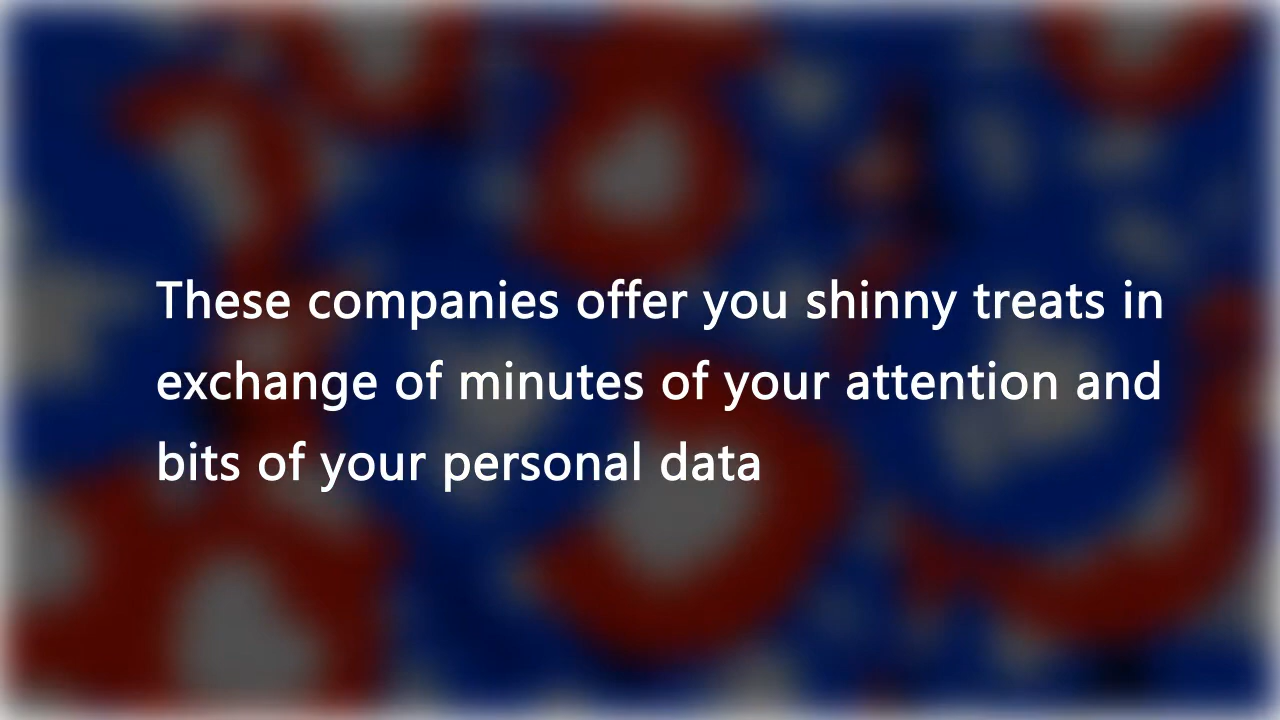 These companies offer you shinny treats in
exchange of minutes of your attention and
bits of your personal data